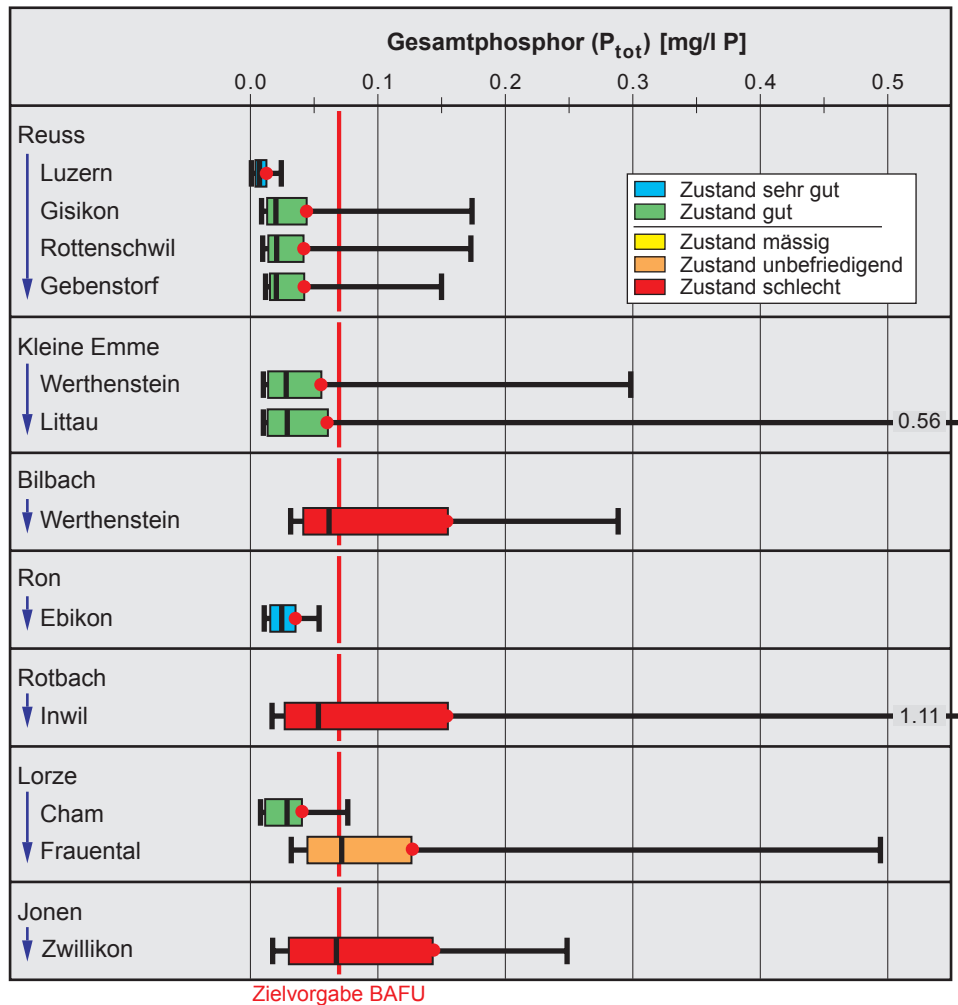 Gesamtphosphor (Ptot) [mg/l P]
0.0 0.1 0.2 0.3 0.4 0.5
Reuss
Luzern
Gisikon
Rottenschwil
Gebenstorf
Zustand sehr gut
Zustand gut
Zustand mässig
Zustand unbefriedigend
Zustand schlecht
Kleine Emme
Werthenstein
Littau
0.56
Bilbach
Werthenstein
Ron
Ebikon
Rotbach
Inwil
1.11
Lorze
Cham
Frauental
Jonen
Zwillikon
Zielvorgabe BAFU